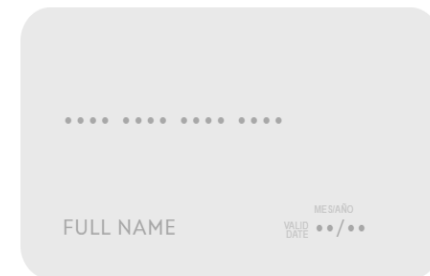 •••• •••• •••• ••••
MES/AÑO
FULL NAME
VALID DATE ••/••